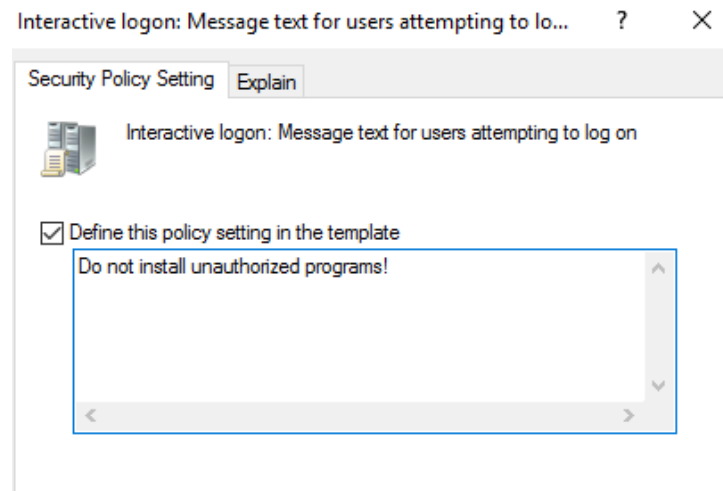 Interactive logon: Message text for users attempting to lo...
?
Security Policy Setting
Explain
Interactive logon: Message text for users attempting to log on
Define this policy setting in the template
Do not install unauthorized programs!